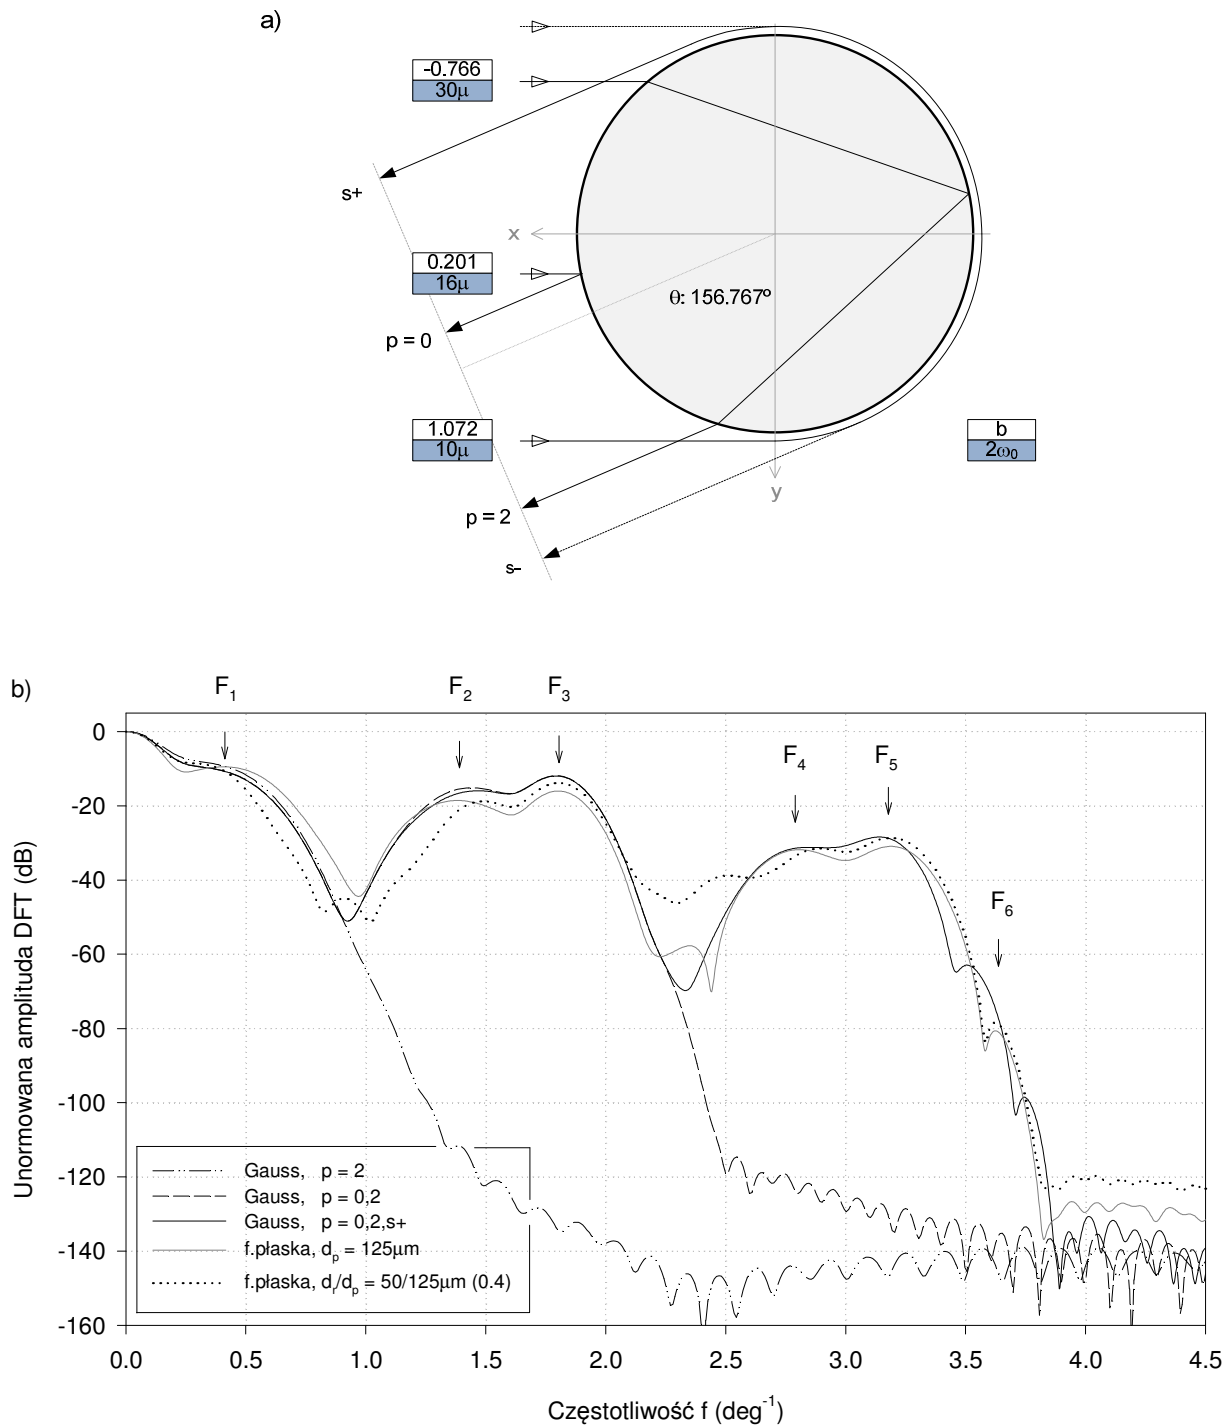 a)
-0.766
30μ
s+
x
0.201
16μ
θ: 156.767º
p = 0
1.072
10μ
b
2ω₀
y
p = 2
s-
b)
F₁
F₂
F₃
F₄
F₅
F₆
0
-20
-40
-60
-80
-100
-120
-140
-160
Unormowana amplituda DFT (dB)
Gauss, p = 2
Gauss, p = 0,2
Gauss, p = 0,2,s+
f.płaska, dₚ = 125μm
f.płaska, dᵣ/dₚ = 50/125μm (0.4)
0.0 0.5 1.0 1.5 2.0 2.5 3.0 3.5 4.0 4.5
Częstotliwość f (deg⁻¹)